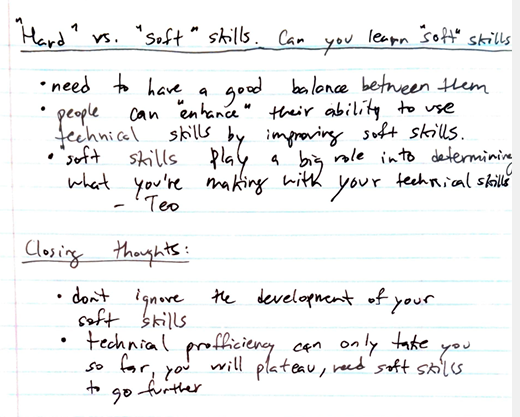 "Hard" vs. "Soft" skills. Can you learn "soft" skills
• need to have a good balance between them
• people can "enhance" their ability to use
technical skills by improving soft skills.
• soft skills play a big role into determining
what you're making with your technical skills
- Teo
Closing thoughts:
• don't ignore the development of your
soft skills
• technical profficiency can only take you
so far, you will plateau, need soft skills
to go further